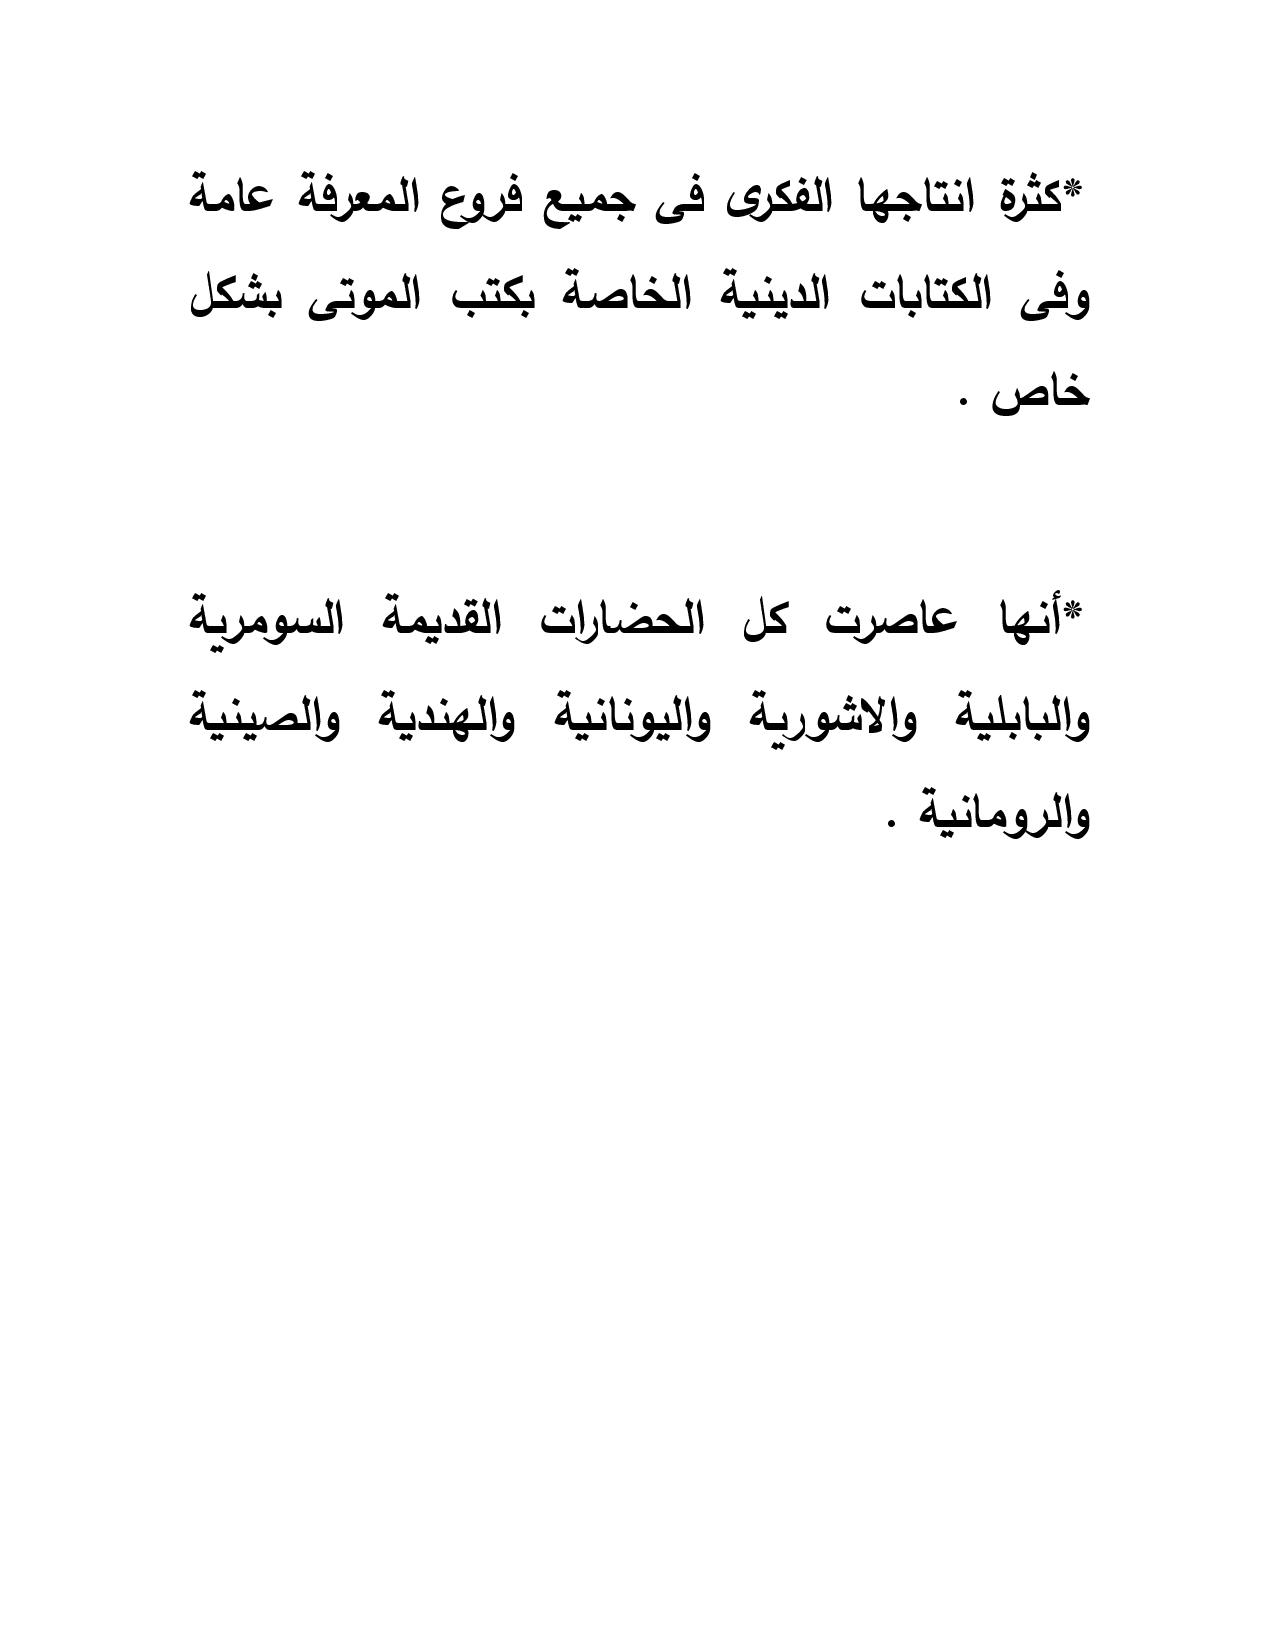 *كثرة انتاجها الفكرى فى جميع فروع المعرفة عامة
وفى الكتابات الدينية الخاصة بكتب الموتى بشكل
خاص .
*أنها عاصرت كل الحضارات القديمة السومرية
والبابلية والاشورية واليونانية والهندية والصينية
والرومانية .